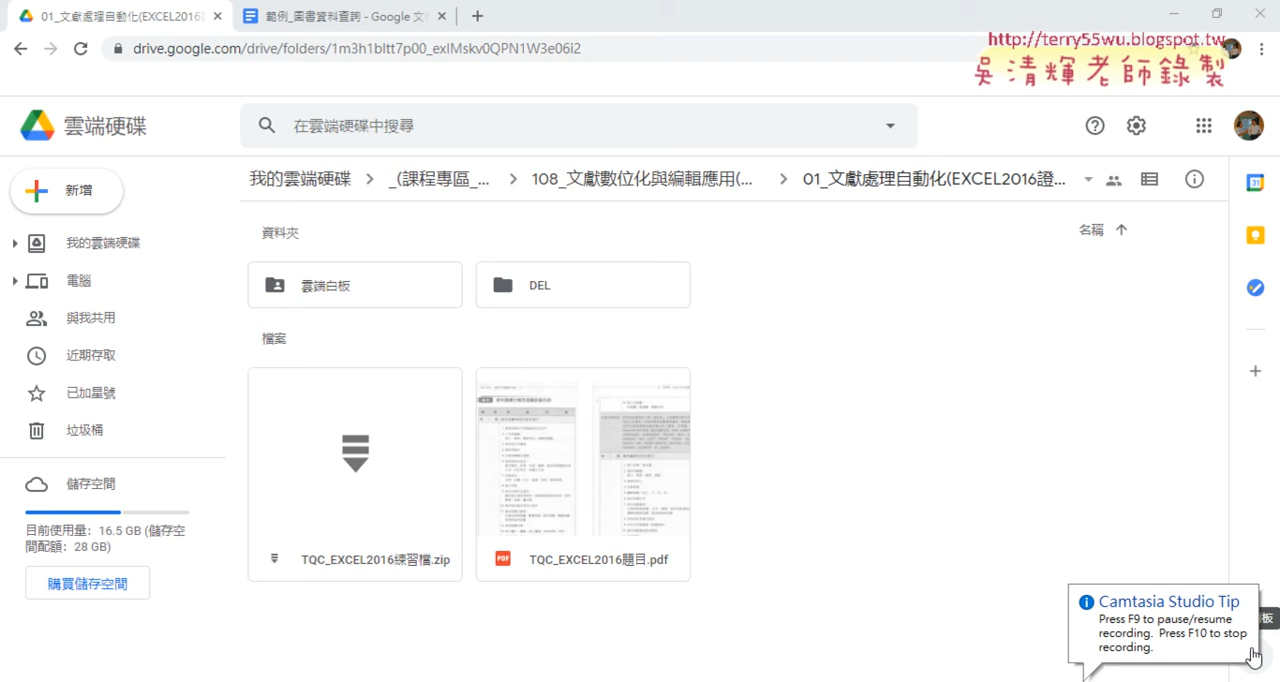 01_文獻處理自動化(EXCEL2016
範例_圖書資料查詢 - Google 文
drive.google.com/drive/folders/1m3h1bItt7p00_exIMskv0QPN1W3e06i2
http://terry55wu.blogspot.tw
吳清輝老師錄製
雲端硬碟
在雲端硬碟中搜尋
新增
我的雲端硬碟
_(課程專區_...
108_文獻數位化與編輯應用(...
01_文獻處理自動化(EXCEL2016證...
資料夾
名稱
我的雲端硬碟
電腦
與我共用
近期存取
已加星號
垃圾桶
儲存空間
目前使用量：16.5 GB (儲存空
間配額：28 GB)
購買儲存空間
雲端白板
DEL
檔案
TQC_EXCEL2016練習檔.zip
PDF
TQC_EXCEL2016題目.pdf
31
Camtasia Studio Tip
Press F9 to pause/resume
recording. Press F10 to stop
recording.
板